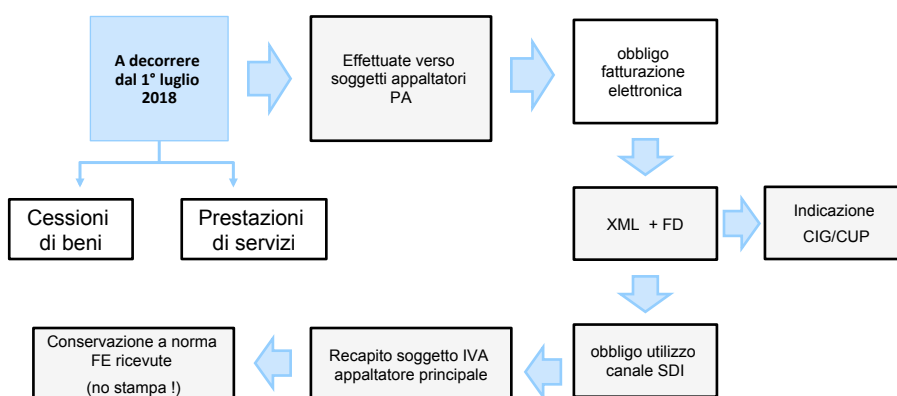 A decorrere
dal 1° luglio
2018
Effettuate verso
soggetti appaltatori
PA
obbligo
fatturazione
elettronica
Cessioni
di beni
Prestazioni
di servizi
XML + FD
Indicazione
CIG/CUP
Conservazione a norma
FE ricevute
(no stampa !)
Recapito soggetto IVA
appaltatore principale
obbligo utilizzo
canale SDI